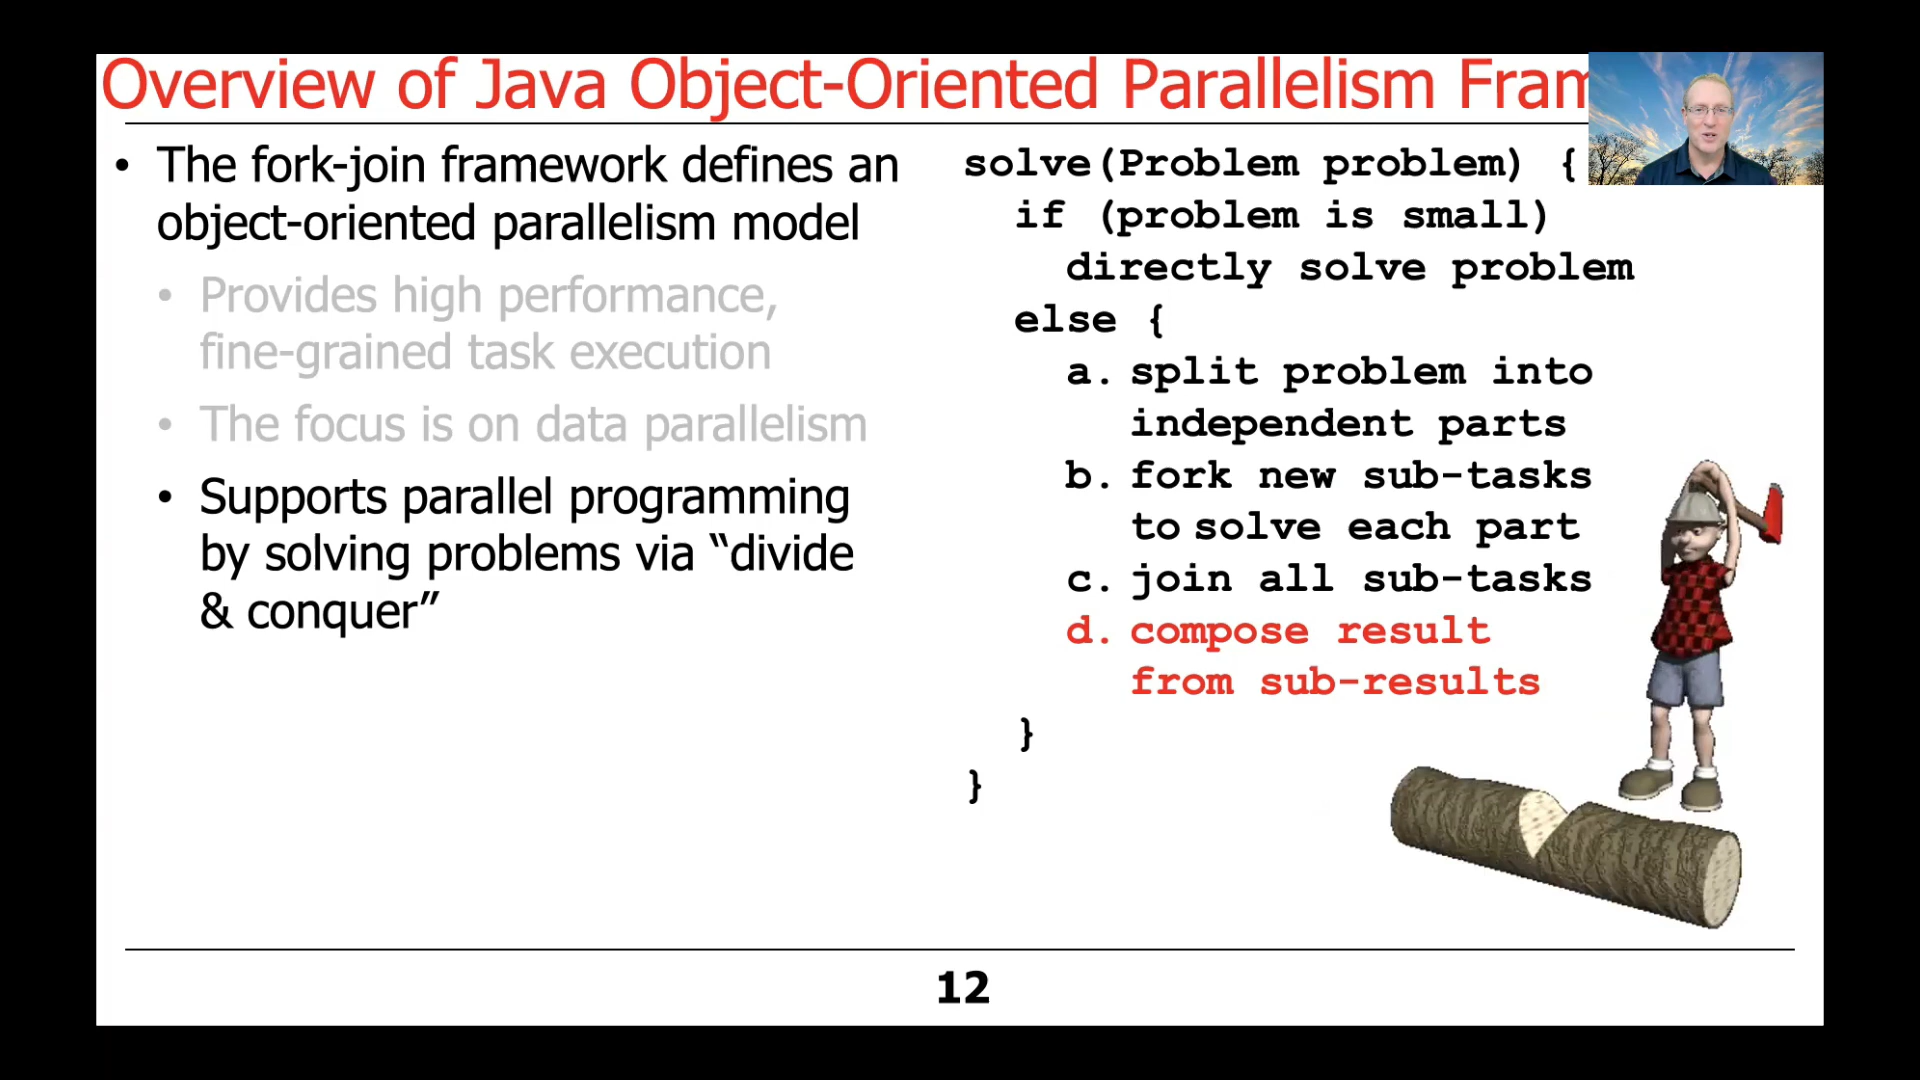 Overview of Java Object-Oriented Parallelism Fram
• The fork-join framework defines an
object-oriented parallelism model
• Provides high performance,
fine-grained task execution
• The focus is on data parallelism
• Supports parallel programming
by solving problems via “divide
& conquer”
solve(Problem problem) {
if (problem is small)
directly solve problem
else {
a. split problem into
independent parts
b. fork new sub-tasks
to solve each part
c. join all sub-tasks
d. compose result
from sub-results
}
}
12